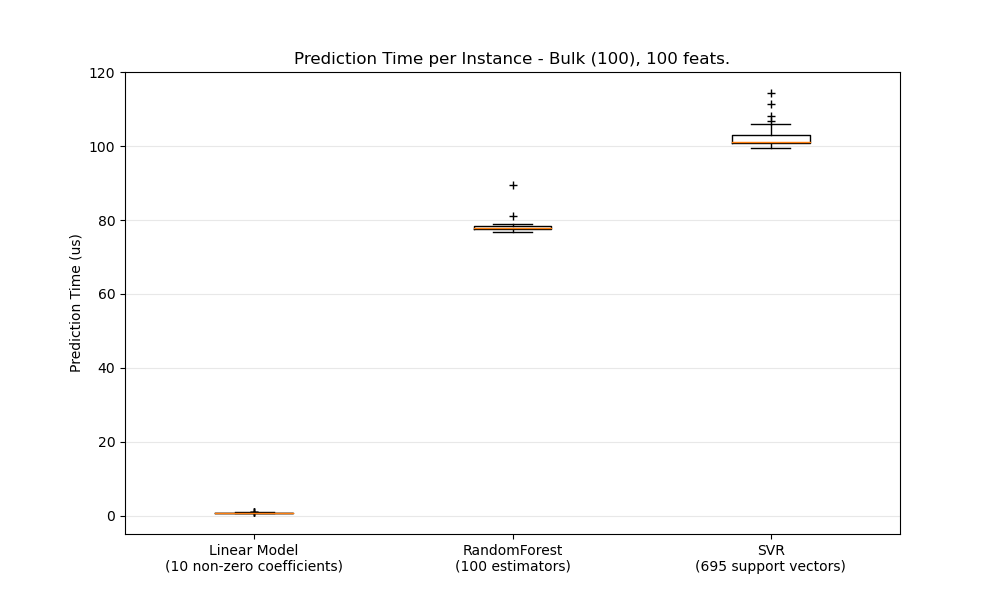 Prediction Time per Instance - Bulk (100), 100 feats.
Prediction Time (us)
120
100
80
60
40
20
0
Linear Model
(10 non-zero coefficients)
RandomForest
(100 estimators)
SVR
(695 support vectors)